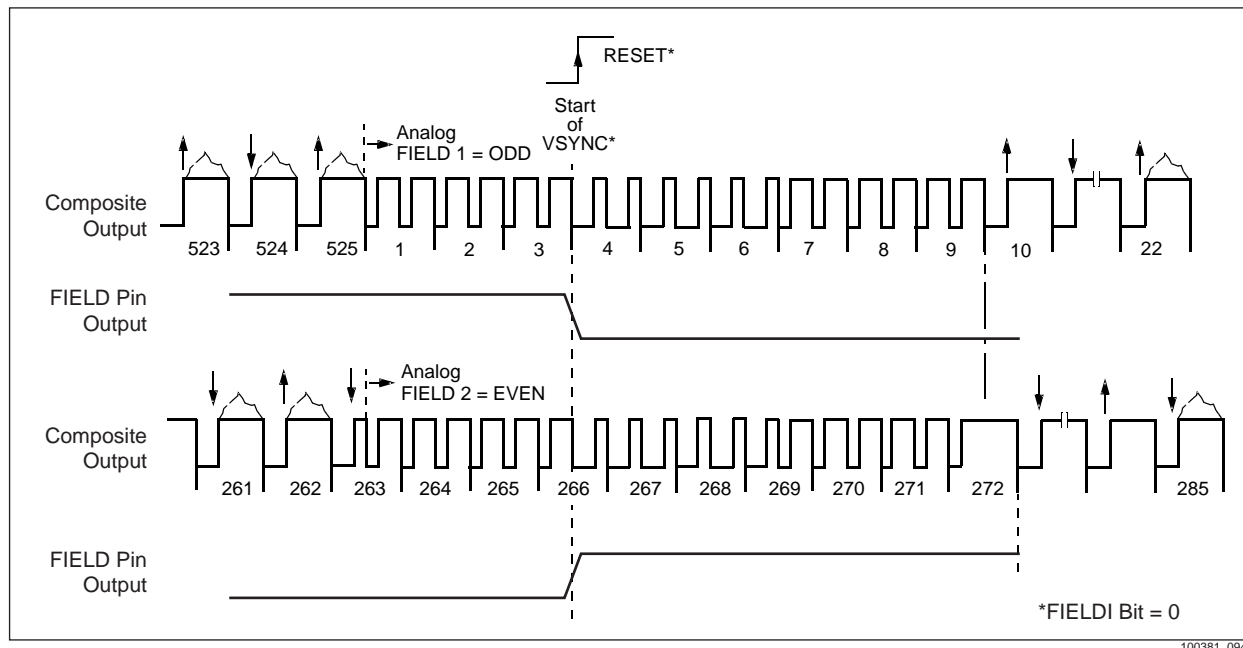 RESET*
Start
of
VSYNC*
Analog
FIELD 1 = ODD
Composite
Output
523 524 525 1 2 3 4 5 6 7 8 9 10 22
FIELD Pin
Output
Analog
FIELD 2 = EVEN
Composite
Output
261 262 263 264 265 266 267 268 269 270 271 272 285
FIELD Pin
Output
*FIELDI Bit = 0
100381_094